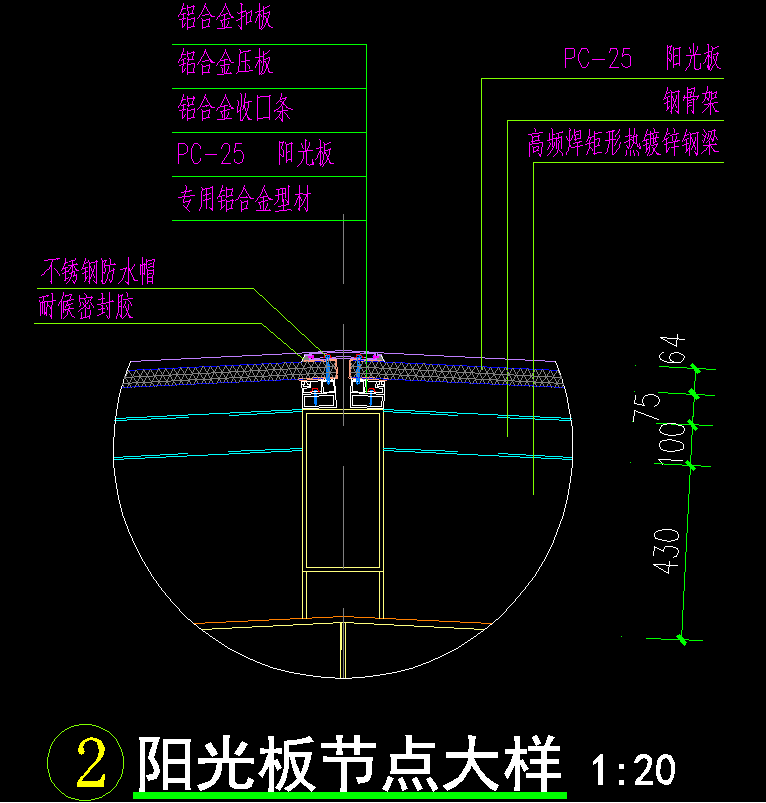 铝合金扣板
铝合金压板
铝合金收口条
PC-25 阳光板
专用铝合金型材
PC-25 阳光板
钢骨架
高频焊矩形热镀锌钢梁
不锈钢防水帽
耐候密封胶
64
75
100
430
2 阳光板节点大样 1:20